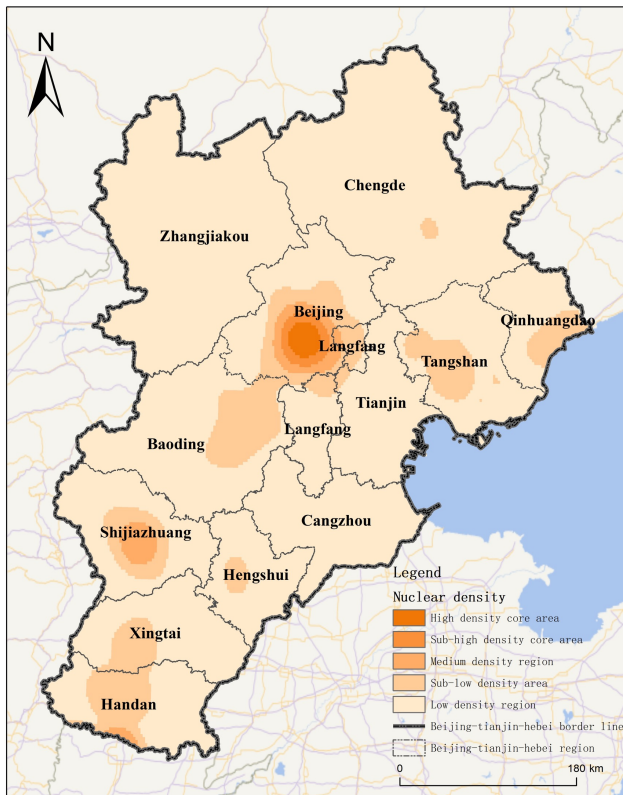 N
Chengde
Zhangjiakou
Beijing
Qinhuangdao
Langfang
Tangshan
Tianjin
Langfang
Baoding
Cangzhou
Shijiazhuang
Hengshui
Xingtai
Handan
Legend
Nuclear density
High density core area
Sub-high density core area
Medium density region
Sub-low density area
Low density region
Beijing-tianjin-hebei border line
Beijing-tianjin-hebei region
0 180 km